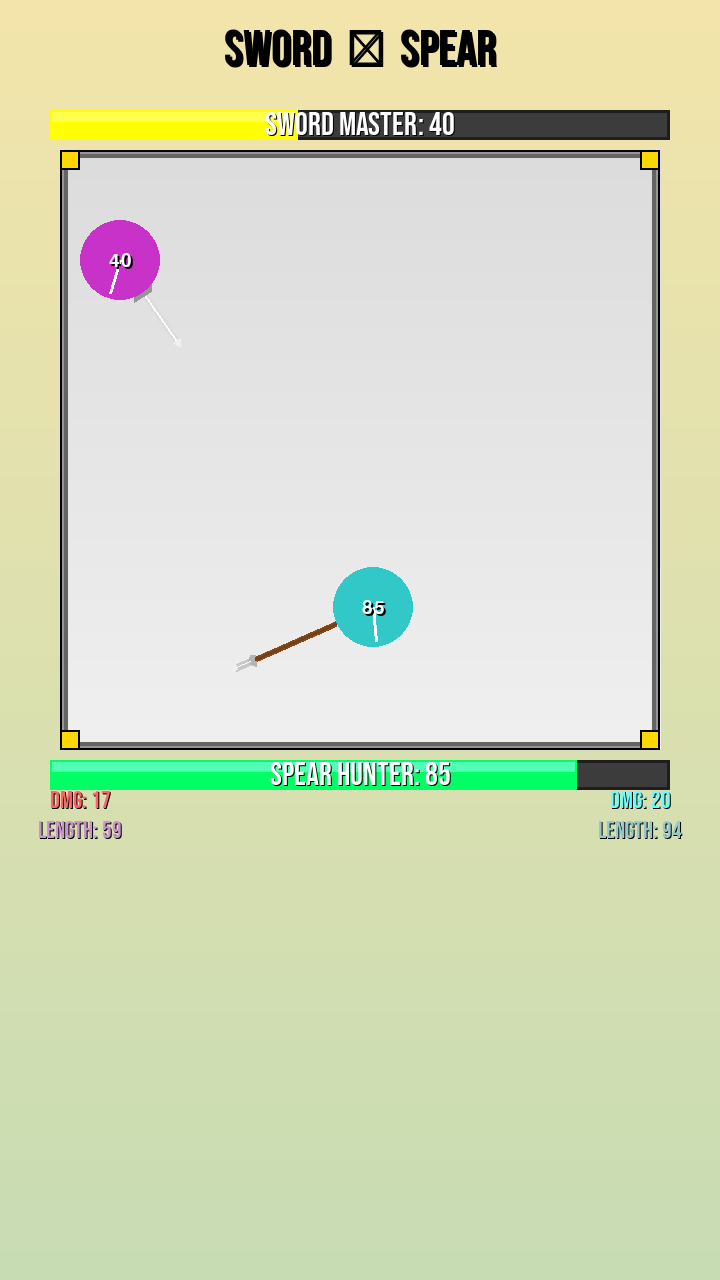 SWORD ☒ SPEAR
SWORD MASTER: 40
40
85
SPEAR HUNTER: 85
DMG: 17
DMG: 20
LENGTH: 59
LENGTH: 94